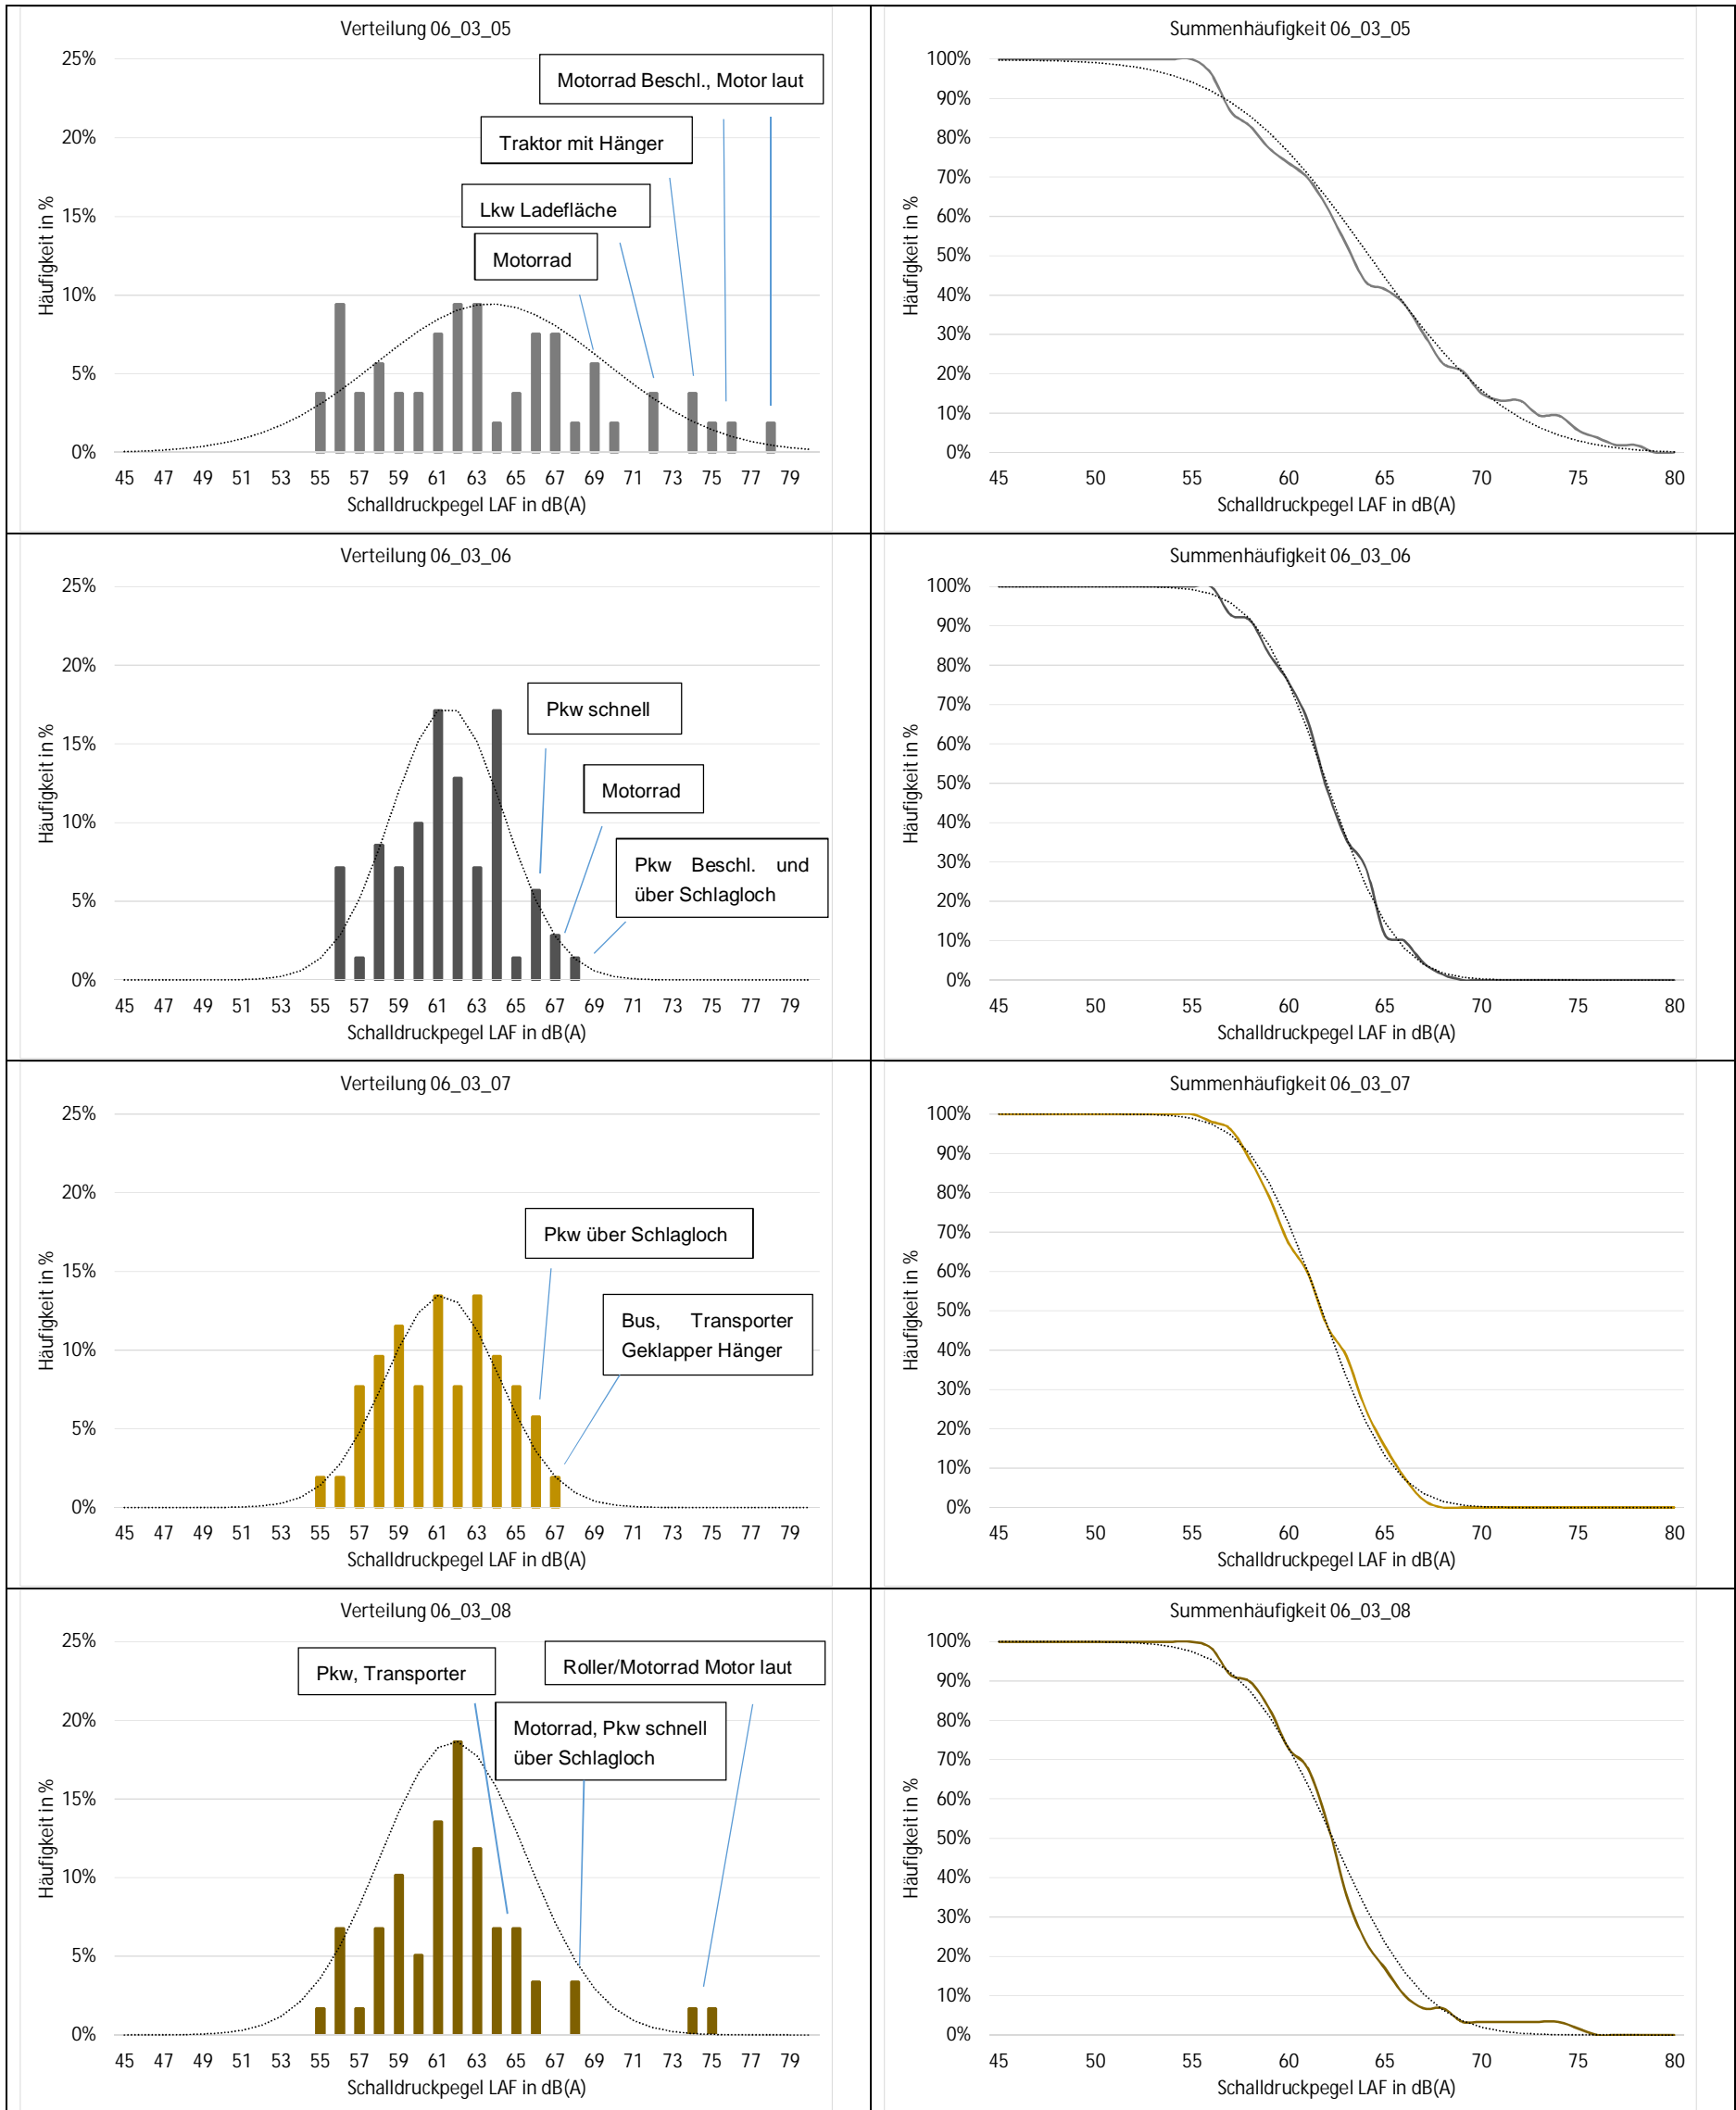 Verteilung 06_03_05
25%
20%
15%
10%
5%
0%
Häufigkeit in %
Motorrad Beschl., Motor laut
Traktor mit Hänger
Lkw Ladefläche
Motorrad
45 47 49 51 53 55 57 59 61 63 65 67 69 71 73 75 77 79
Schalldruckpegel LAF in dB(A)
Summenhäufigkeit 06_03_05
100%
90%
80%
70%
60%
50%
40%
30%
20%
10%
0%
Häufigkeit in %
45 50 55 60 65 70 75 80
Schalldruckpegel LAF in dB(A)
Verteilung 06_03_06
25%
20%
15%
10%
5%
0%
Häufigkeit in %
Pkw schnell
Motorrad
Pkw Beschl. und
über Schlagloch
45 47 49 51 53 55 57 59 61 63 65 67 69 71 73 75 77 79
Schalldruckpegel LAF in dB(A)
Summenhäufigkeit 06_03_06
100%
90%
80%
70%
60%
50%
40%
30%
20%
10%
0%
Häufigkeit in %
45 50 55 60 65 70 75 80
Schalldruckpegel LAF in dB(A)
Verteilung 06_03_07
25%
20%
15%
10%
5%
0%
Häufigkeit in %
Pkw über Schlagloch
Bus, Transporter
Geklapper Hänger
45 47 49 51 53 55 57 59 61 63 65 67 69 71 73 75 77 79
Schalldruckpegel LAF in dB(A)
Summenhäufigkeit 06_03_07
100%
90%
80%
70%
60%
50%
40%
30%
20%
10%
0%
Häufigkeit in %
45 50 55 60 65 70 75 80
Schalldruckpegel LAF in dB(A)
Verteilung 06_03_08
25%
20%
15%
10%
5%
0%
Häufigkeit in %
Pkw, Transporter
Roller/Motorrad Motor laut
Motorrad, Pkw schnell
über Schlagloch
45 47 49 51 53 55 57 59 61 63 65 67 69 71 73 75 77 79
Schalldruckpegel LAF in dB(A)
Summenhäufigkeit 06_03_08
100%
90%
80%
70%
60%
50%
40%
30%
20%
10%
0%
Häufigkeit in %
45 50 55 60 65 70 75 80
Schalldruckpegel LAF in dB(A)